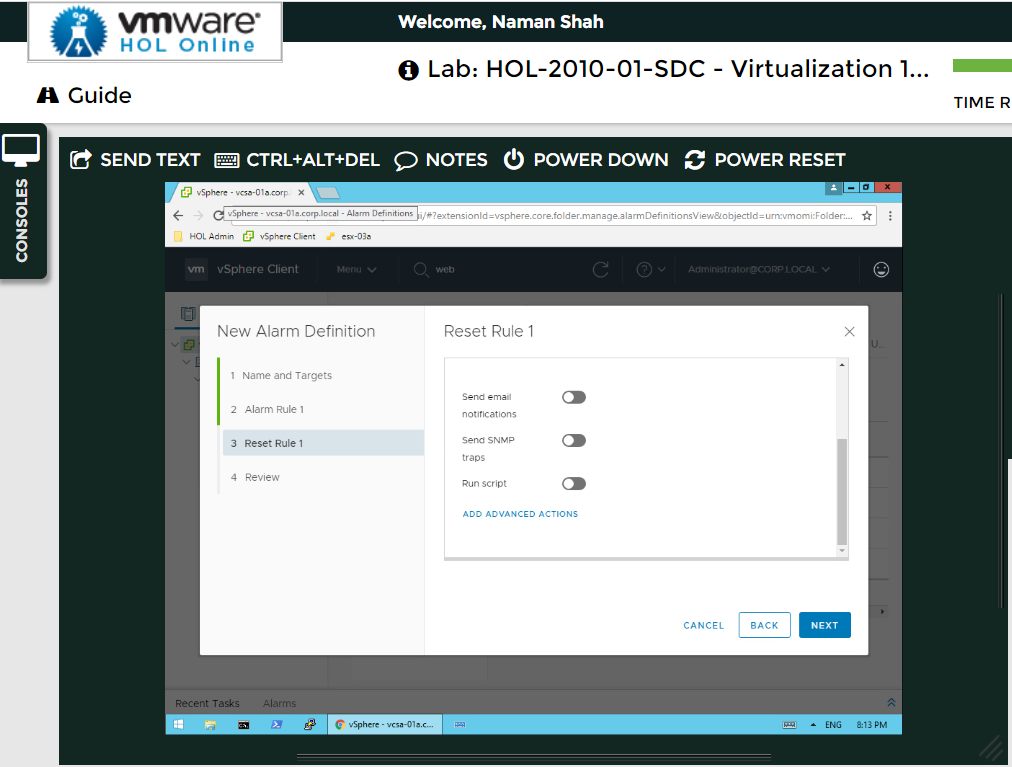 vmware®
HOL Online
Welcome, Naman Shah
Lab: HOL-2010-01-SDC - Virtualization 1...
Guide
TIME R
CONSOLES
SEND TEXT
CTRL+ALT+DEL
NOTES
POWER DOWN
POWER RESET
vSphere - vcsa-01a.corp.
vSphere - vcsa-01a.corp.local - Alarm Definitions
ui/#?extensionId=vsphere.core.folder.manage.alarmDefinitionsView&objectId=urn:vmomi:Folder:...
HOL Admin
vSphere Client
esx-03a
vm
vSphere Client
Menu
web
Administrator@CORP.LOCAL
New Alarm Definition
1 Name and Targets
2 Alarm Rule 1
3 Reset Rule 1
4 Review
Reset Rule 1
U...
Send email
notifications
Send SNMP
traps
Run script
ADD ADVANCED ACTIONS
CANCEL
BACK
NEXT
Recent Tasks
Alarms
vSphere - vcsa-01a.c...
ENG
8:13 PM